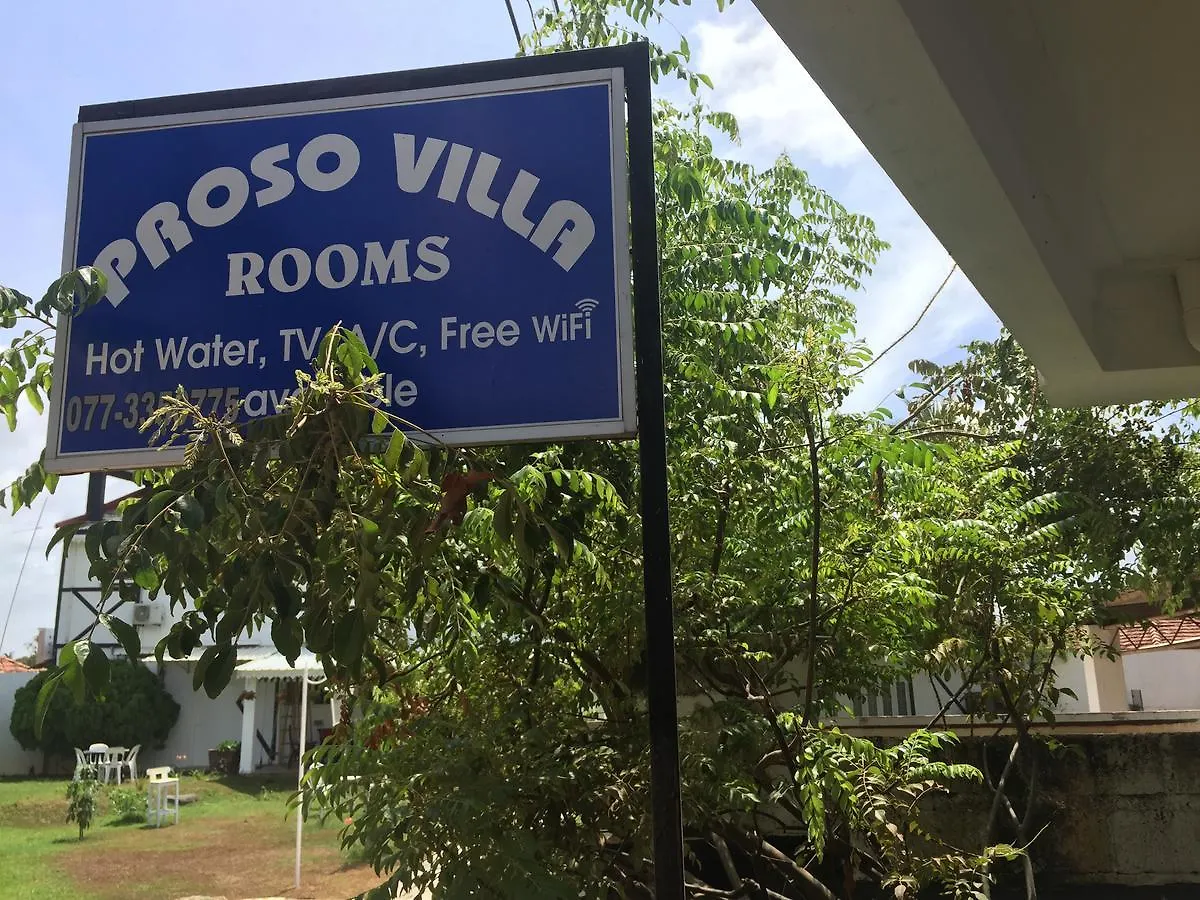 PROSO VILLA
ROOMS
Hot Water, TV, A/C, Free WiFi